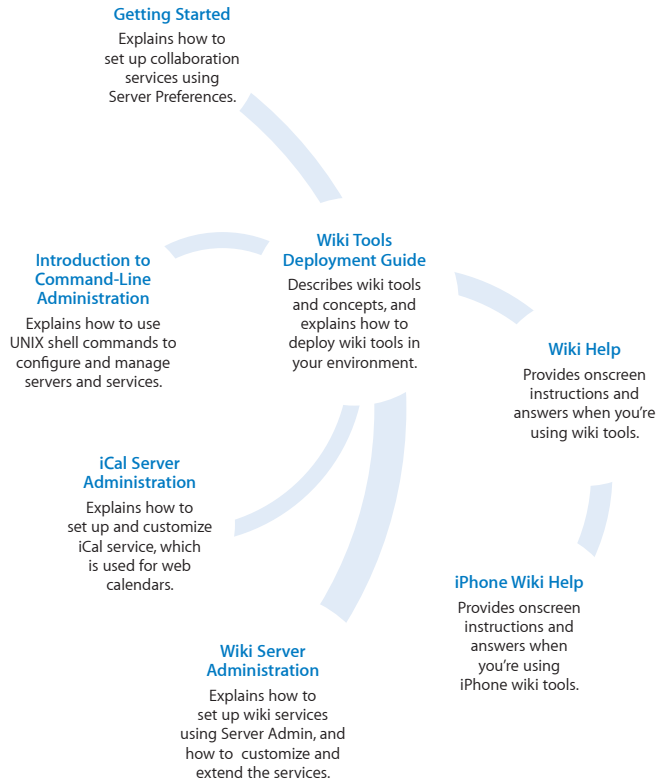 Getting Started
Explains how to
set up collaboration
services using
Server Preferences.
Wiki Tools
Deployment Guide
Describes wiki tools
and concepts, and
explains how to
deploy wiki tools in
your environment.
Introduction to
Command-Line
Administration
Explains how to use
UNIX shell commands to
configure and manage
servers and services.
Wiki Help
Provides onscreen
instructions and
answers when you’re
using wiki tools.
iCal Server
Administration
Explains how to
set up and customize
iCal service, which
is used for web
calendars.
iPhone Wiki Help
Provides onscreen
instructions and
answers when
you’re using
iPhone wiki tools.
Wiki Server
Administration
Explains how to
set up wiki services
using Server Admin, and
how to customize and
extend the services.